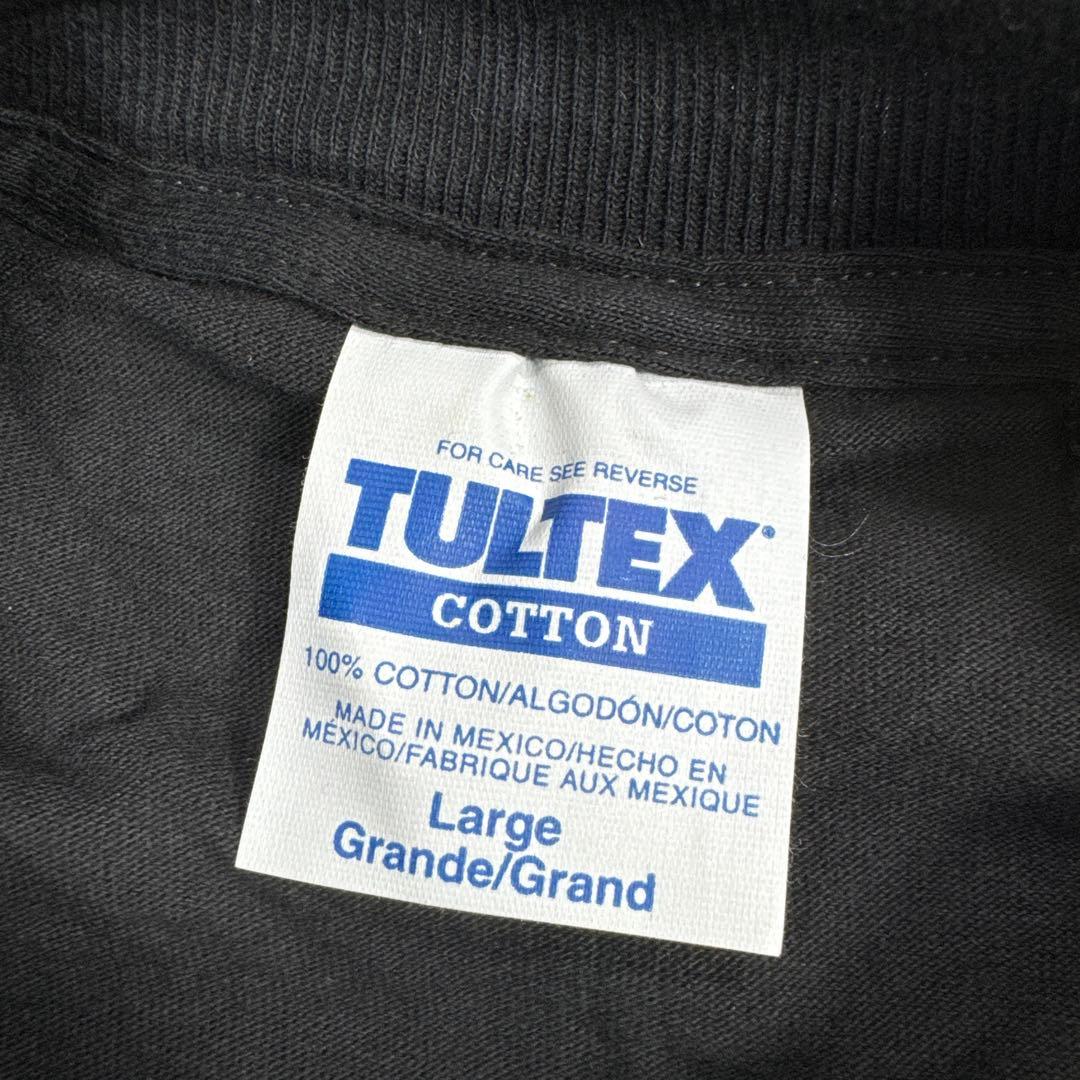 FOR CARE SEE REVERSE
TULTEX®
COTTON
100% COTTON/ALGODÓN/COTON
MADE IN MEXICO/HECHO EN
MÉXICO/FABRIQUE AUX MEXIQUE
Large
Grande/Grand